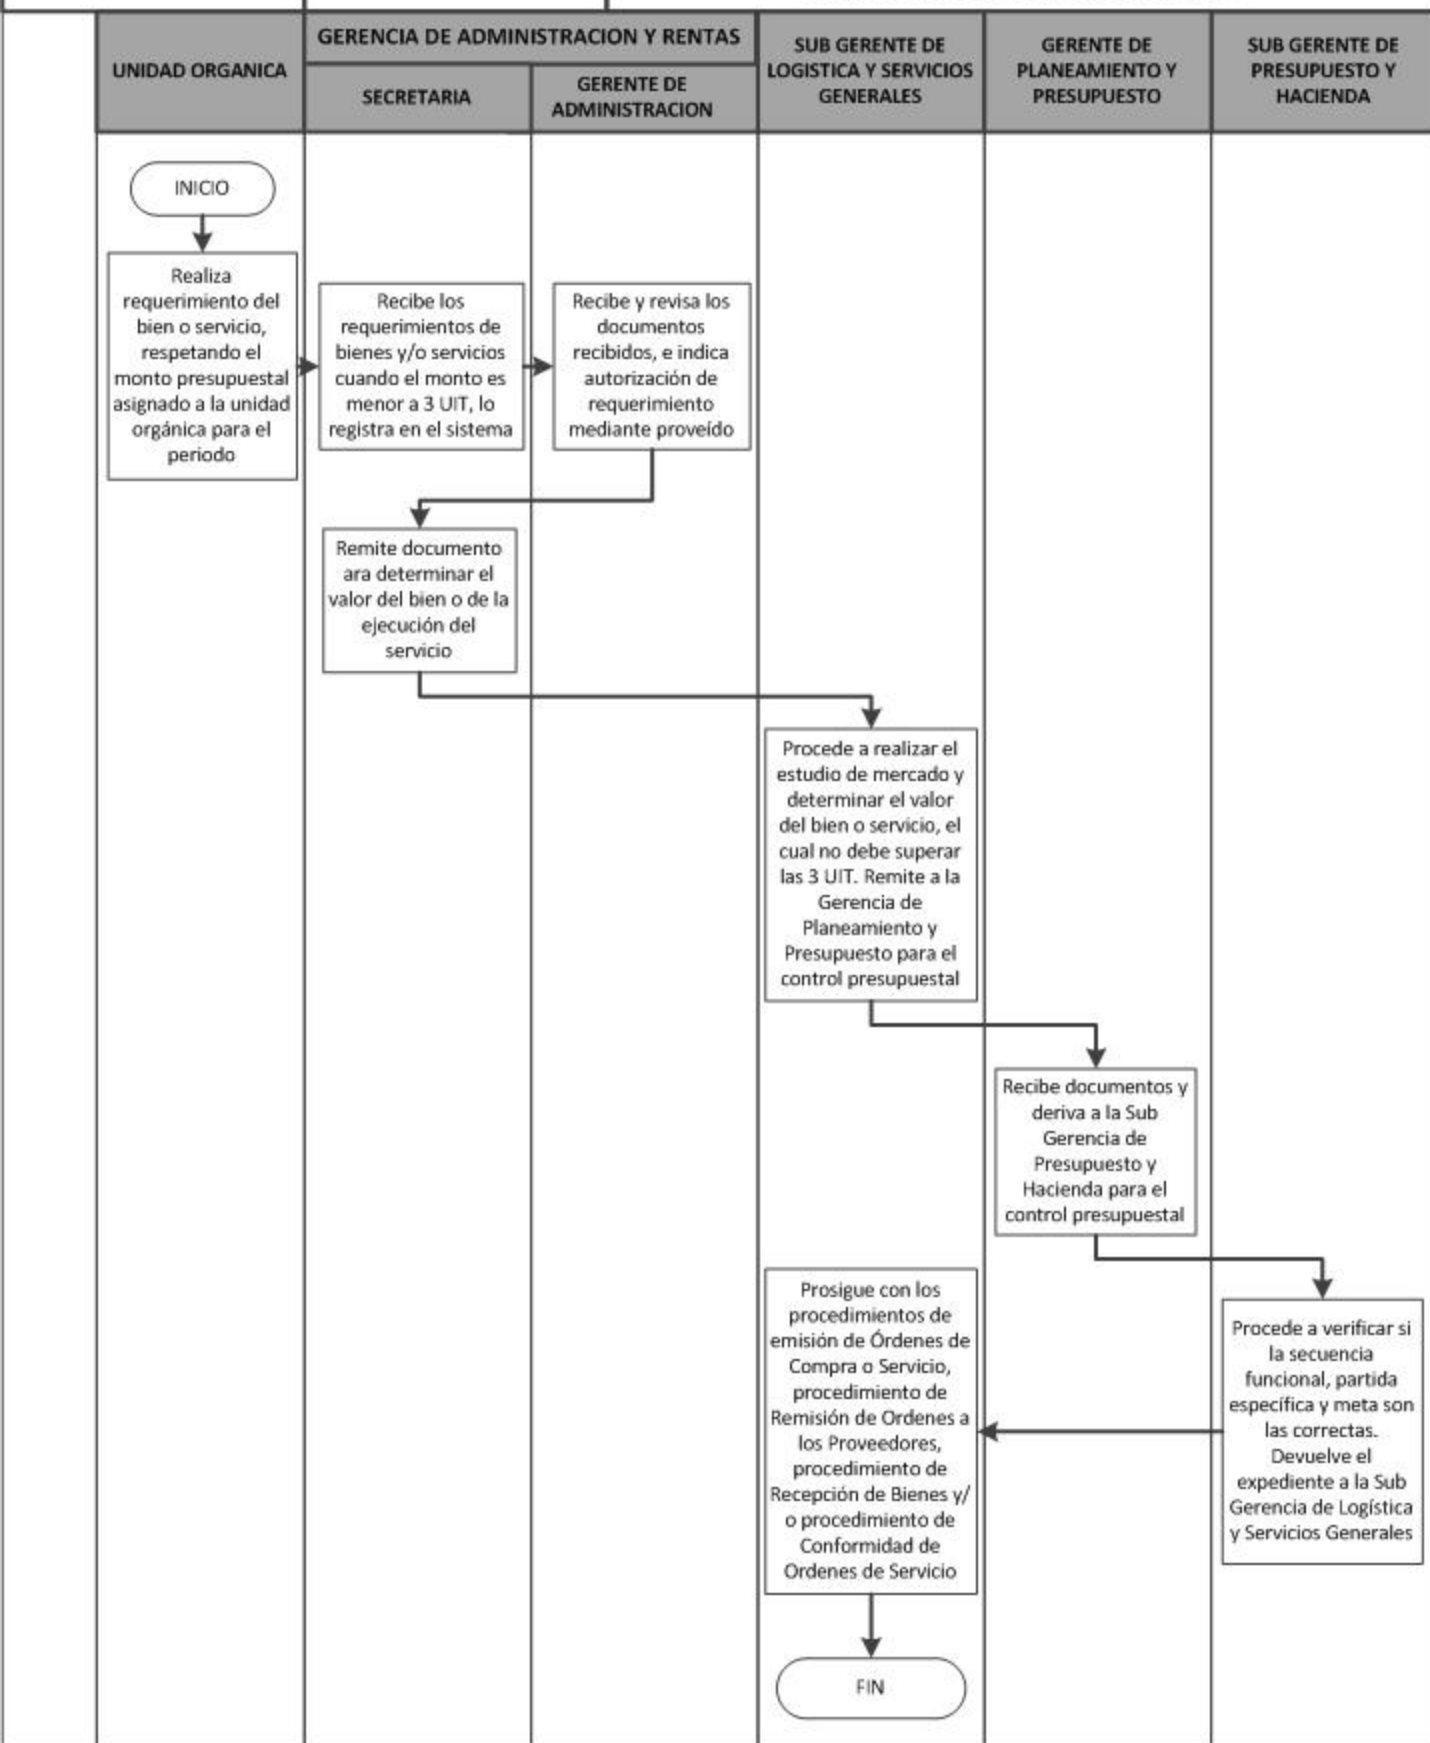 UNIDAD ORGANICA
GERENCIA DE ADMINISTRACION Y RENTAS
SECRETARIA
GERENTE DE
ADMINISTRACION
SUB GERENTE DE
LOGISTICA Y SERVICIOS
GENERALES
GERENTE DE
PLANEAMIENTO Y
PRESUPUESTO
SUB GERENTE DE
PRESUPUESTO Y
HACIENDA
INICIO
Realiza
requerimiento del
bien o servicio,
respetando el
monto presupuestal
asignado a la unidad
orgánica para el
periodo
Recibe los
requerimientos de
bienes y/o servicios
cuando el monto es
menor a 3 UIT, lo
registra en el sistema
Recibe y revisa los
documentos
recibidos, e indica
autorización de
requerimiento
mediante proveído
Remite documento
ara determinar el
valor del bien o de la
ejecución del
servicio
Procede a realizar el
estudio de mercado y
determinar el valor
del bien o servicio, el
cual no debe superar
las 3 UIT. Remite a la
Gerencia de
Planeamiento y
Presupuesto para el
control presupuestal
Recibe documentos y
deriva a la Sub
Gerencia de
Presupuesto y
Hacienda para el
control presupuestal
Procede a verificar si
la secuencia
funcional, partida
específica y meta son
las correctas.
Devuelve el
expediente a la Sub
Gerencia de Logística
y Servicios Generales
Prosigue con los
procedimientos de
emisión de Órdenes de
Compra o Servicio,
procedimiento de
Remisión de Ordenes a
los Proveedores,
procedimiento de
Recepción de Bienes y/
o procedimiento de
Conformidad de
Ordenes de Servicio
FIN